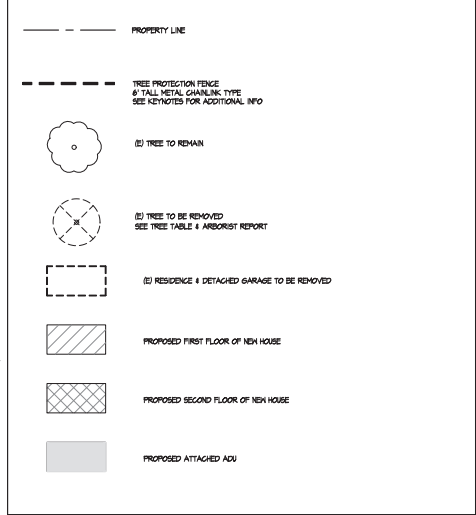 PROPERTY LINE
TREE PROTECTION FENCE
6' TALL METAL CHAINLINK TYPE
SEE KEYNOTES FOR ADDITIONAL INFO
(E) TREE TO REMAIN
(E) TREE TO BE REMOVED
SEE TREE TABLE & ARBORIST REPORT
(E) RESIDENCE & DETACHED GARAGE TO BE REMOVED
PROPOSED FIRST FLOOR OF NEW HOUSE
PROPOSED SECOND FLOOR OF NEW HOUSE
PROPOSED ATTACHED ADU